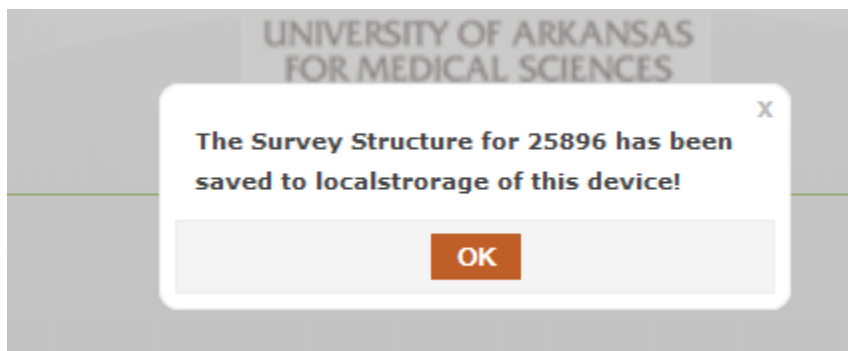 UNIVERSITY OF ARKANSAS
FOR MEDICAL SCIENCES
x
The Survey Structure for 25896 has been
saved to localstrorage of this device!
OK